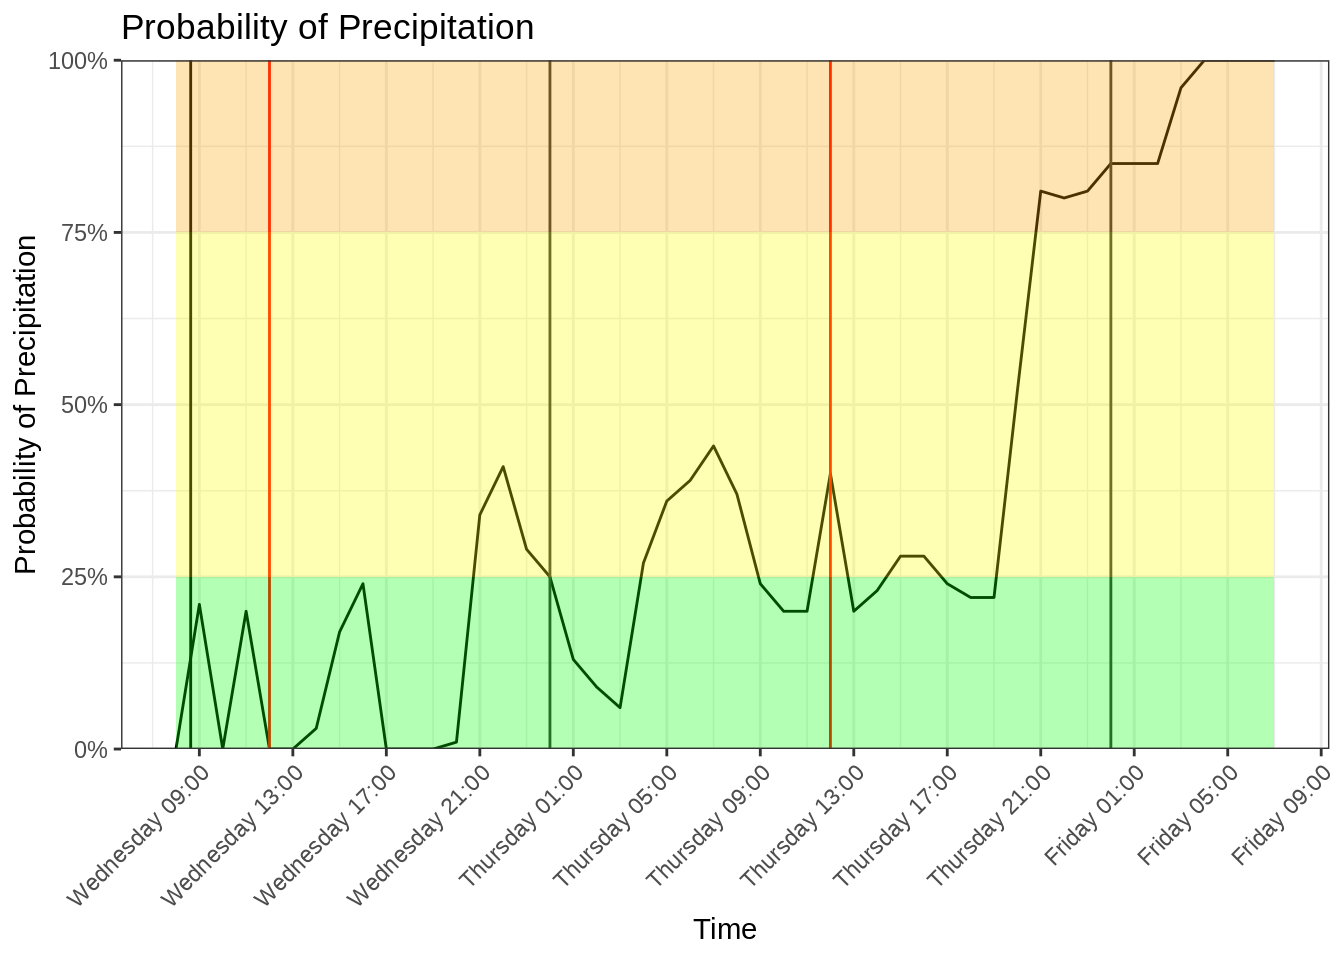 Probability of Precipitation
Probability of Precipitation
100%
75%
50%
25%
0%
Wednesday 09:00
Wednesday 13:00
Wednesday 17:00
Wednesday 21:00
Thursday 01:00
Thursday 05:00
Thursday 09:00
Thursday 13:00
Thursday 17:00
Thursday 21:00
Friday 01:00
Friday 05:00
Friday 09:00
Time